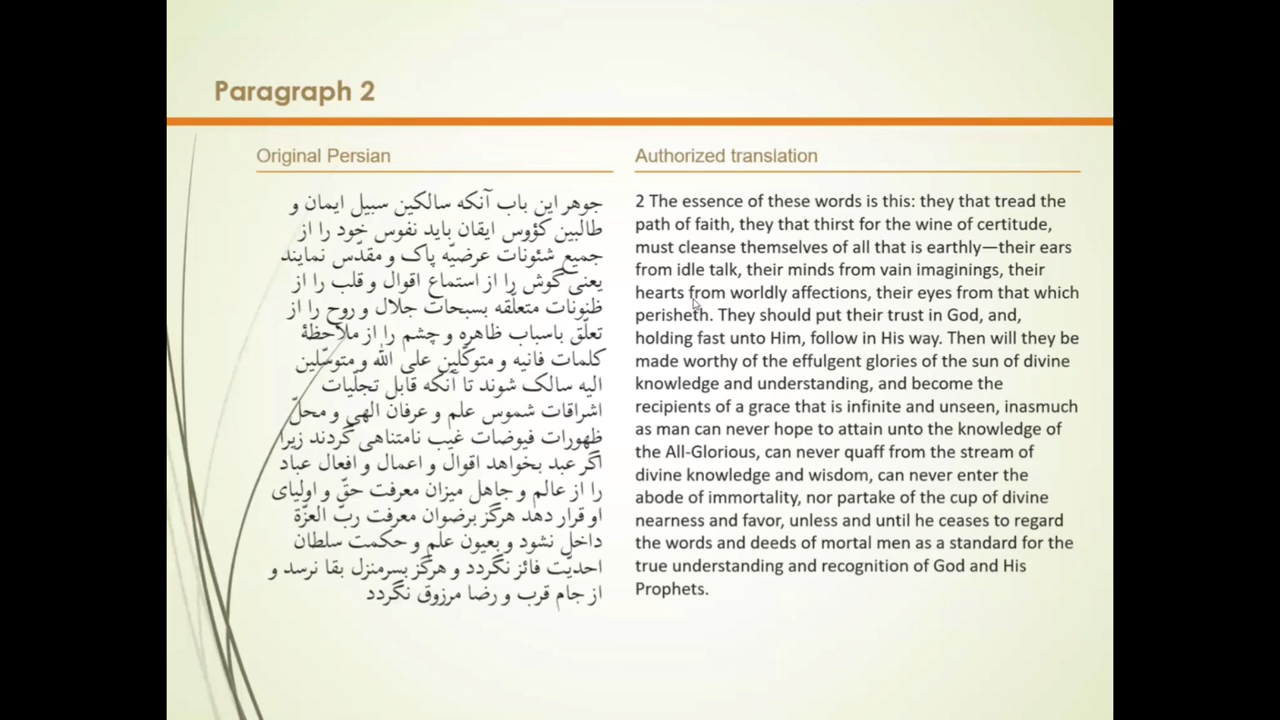 Paragraph 2
Original Persian
جوهر این باب آنکه سالکین سبیل ایمان و
طالبین کؤوس ایقان باید نفوس خود را از
جمیع شئونات عرضیّه پاک و مقدّس نمایند
یعنی گوش را از استماع اقوال و قلب را از
ظنونات متعلّقه بسبحات جلال و روح را از
تعلّق باسباب ظاهره و چشم را از ملاحظهٔ
کلمات فانیه و متوکّلین علی الله و متوسّلین
الیه سالک شوند تا آنکه قابل تجلّیات
اشراقات شموس علم و عرفان الهی و محلّ
ظهورات فیوضات غیب نامتناهی گردند زیرا
اگر عبد بخواهد اقوال و اعمال و افعال عباد
را از عالم و جاهل میزان معرفت حقّ و اولیای
او قرار دهد هرگز برضوان معرفت ربّ العزّة
داخل نشود و بعیون علم و حکمت سلطان
احدیّت فائز نگردد و هرگز بسرمنزل بقا نرسد و
از جام قرب و رضا مرزوق نگردد
Authorized translation
2 The essence of these words is this: they that tread the
path of faith, they that thirst for the wine of certitude,
must cleanse themselves of all that is earthly—their ears
from idle talk, their minds from vain imaginings, their
hearts from worldly affections, their eyes from that which
perisheth. They should put their trust in God, and,
holding fast unto Him, follow in His way. Then will they be
made worthy of the effulgent glories of the sun of divine
knowledge and understanding, and become the
recipients of a grace that is infinite and unseen, inasmuch
as man can never hope to attain unto the knowledge of
the All-Glorious, can never quaff from the stream of
divine knowledge and wisdom, can never enter the
abode of immortality, nor partake of the cup of divine
nearness and favor, unless and until he ceases to regard
the words and deeds of mortal men as a standard for the
true understanding and recognition of God and His
Prophets.